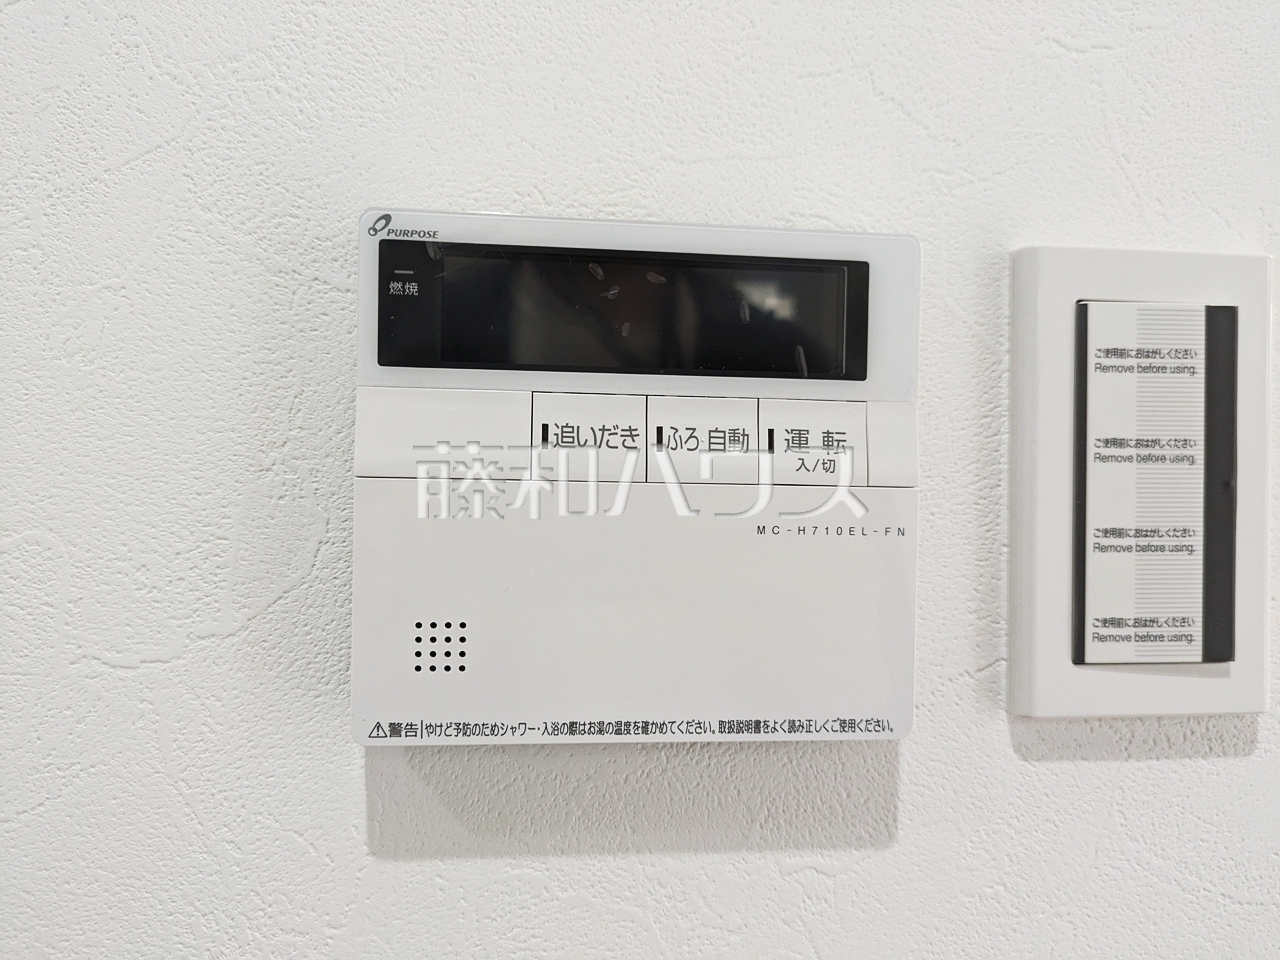 PURPOSE
燃焼
追いだき
ふろ自動
運転
入/切
藤和ハウス
MC-H710EL-FN
警告 やけど予防のためシャワー・入浴の際はお湯の温度を確かめてください。取扱説明書をよく読み正しくご使用ください。
ご使用前におはがしください
Remove before using.
ご使用前におはがしください
Remove before using.
ご使用前におはがしください
Remove before using.
ご使用前におはがしください
Remove before using.